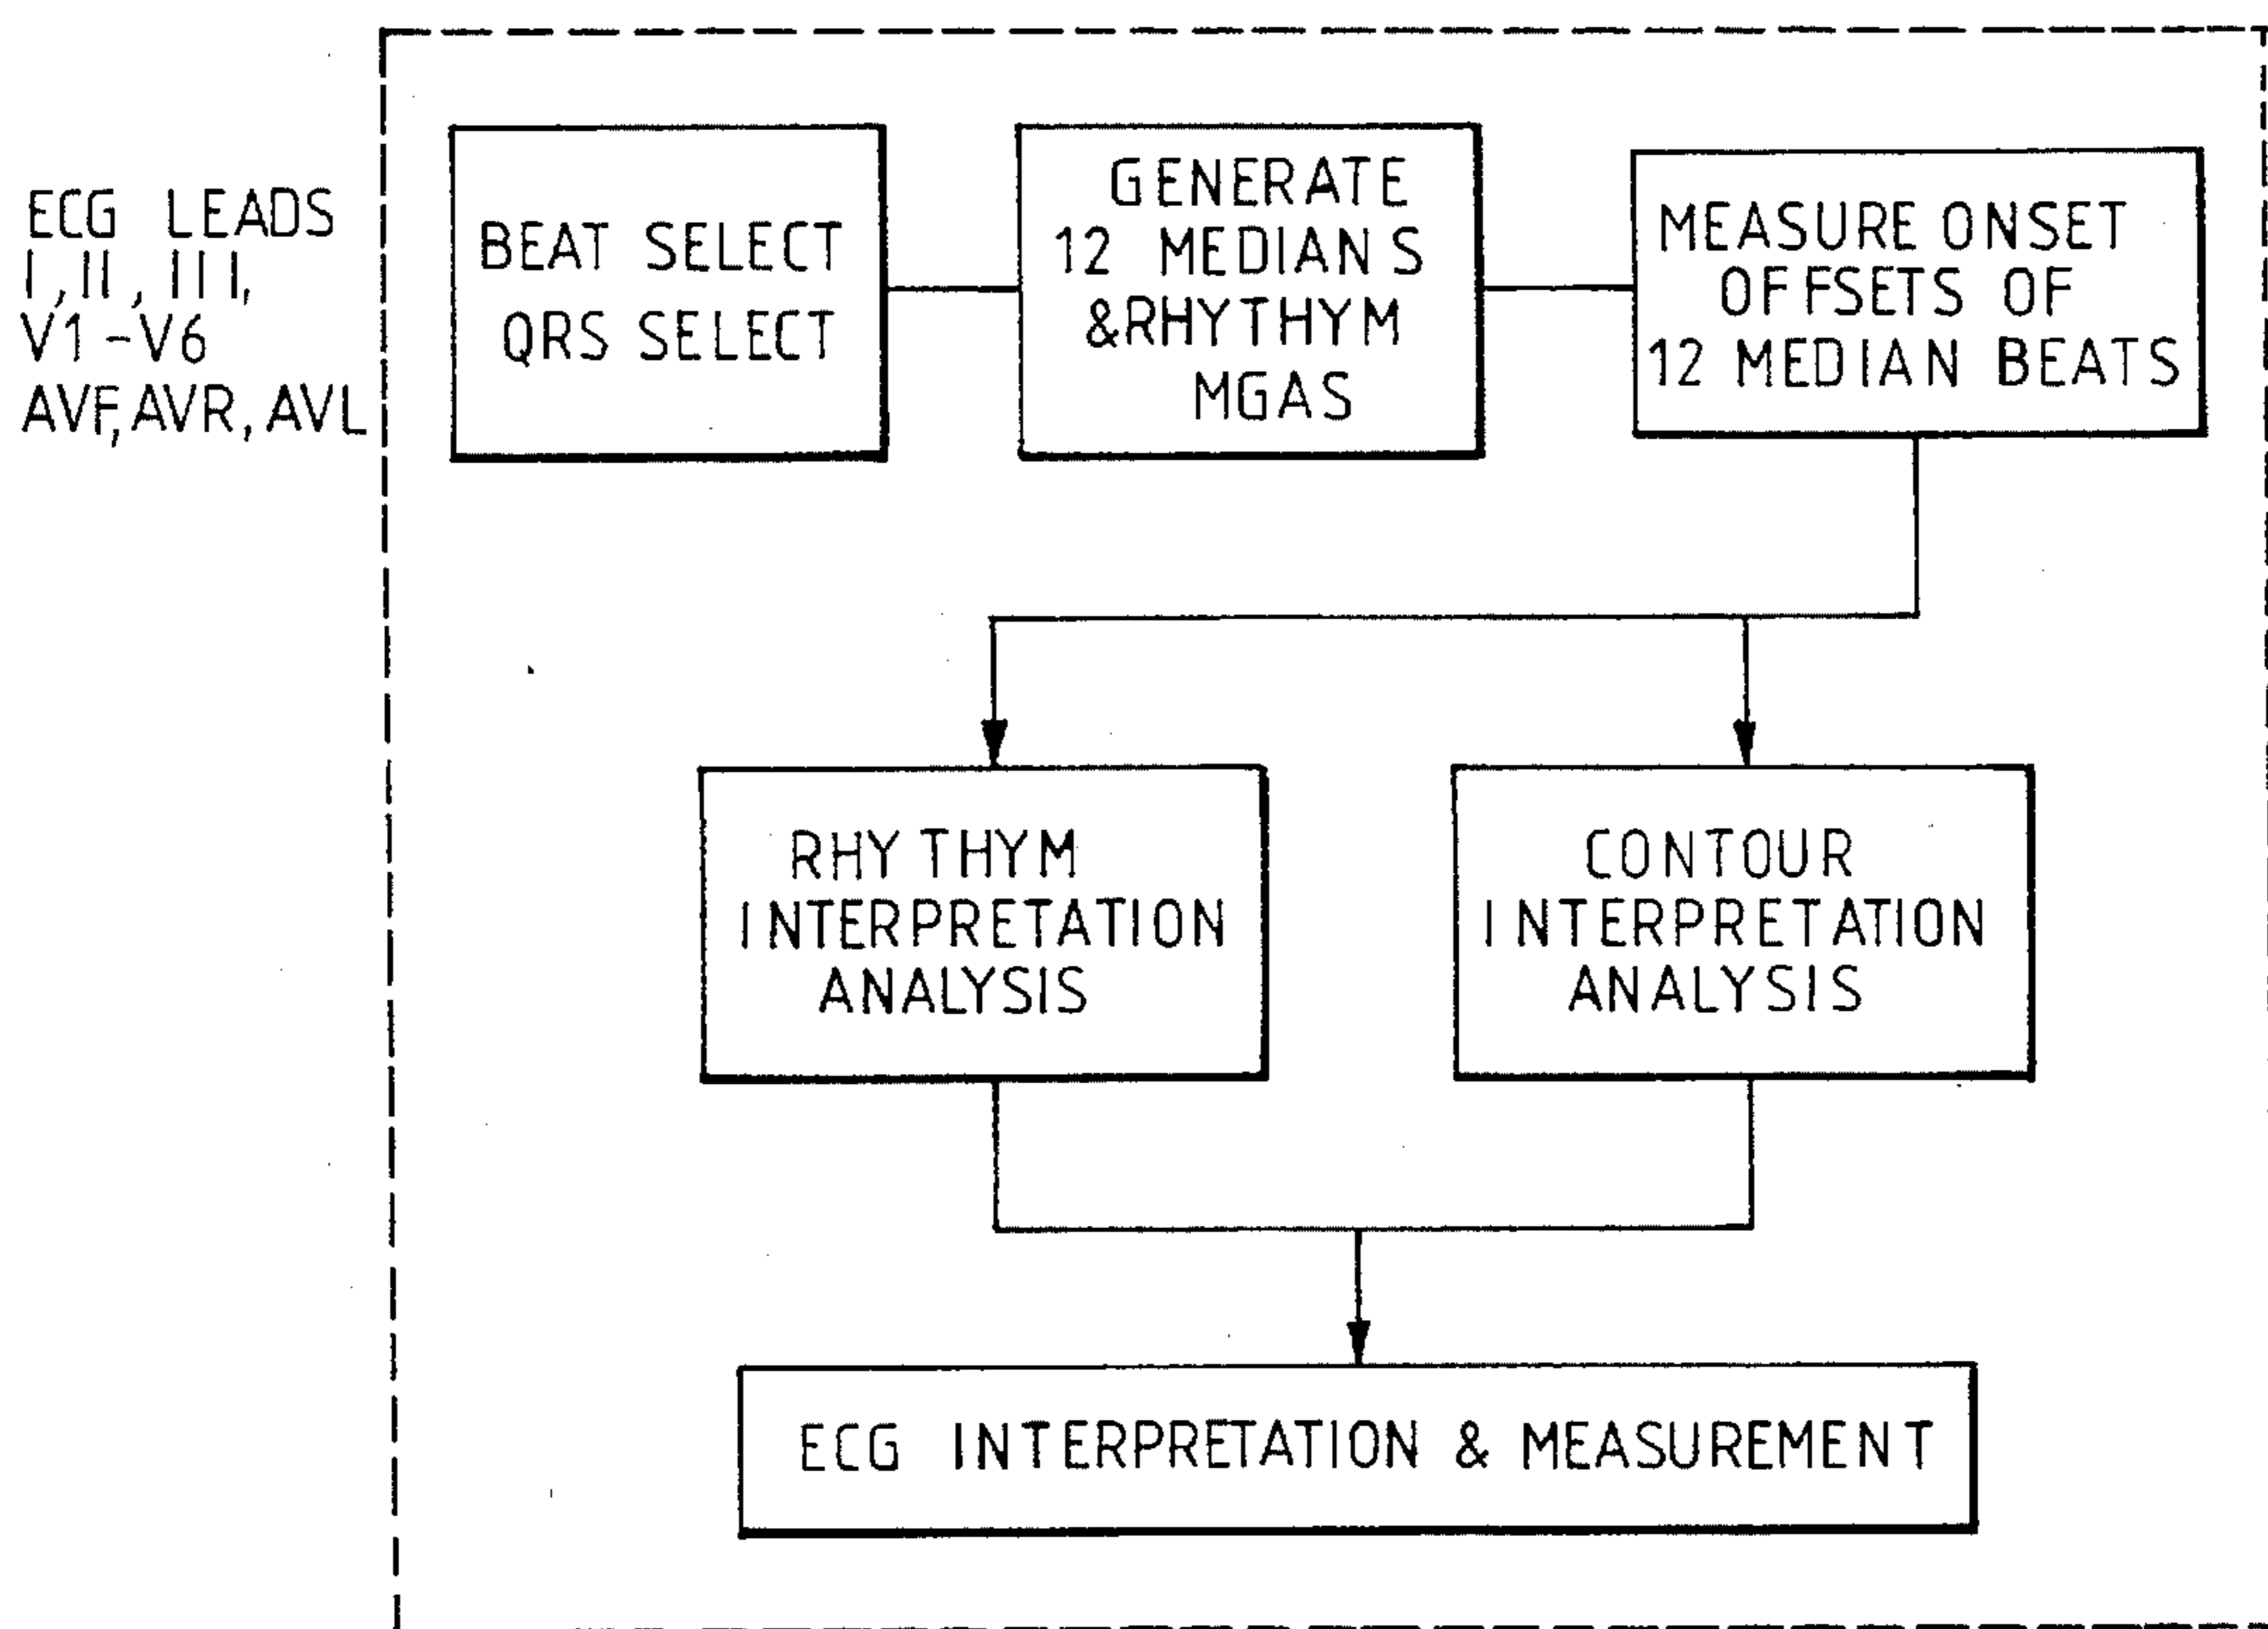 ECG LEADS
I, II, III,
V1-V6
AVF, AVR, AVL
BEAT SELECT
QRS SELECT
GENERATE
12 MEDIANS
&RHYTHYM
MGAS
MEASURE ONSET
OFFSETS OF
12 MEDIAN BEATS
RHYTHYM
INTERPRETATION
ANALYSIS
CONTOUR
INTERPRETATION
ANALYSIS
ECG INTERPRETATION & MEASUREMENT